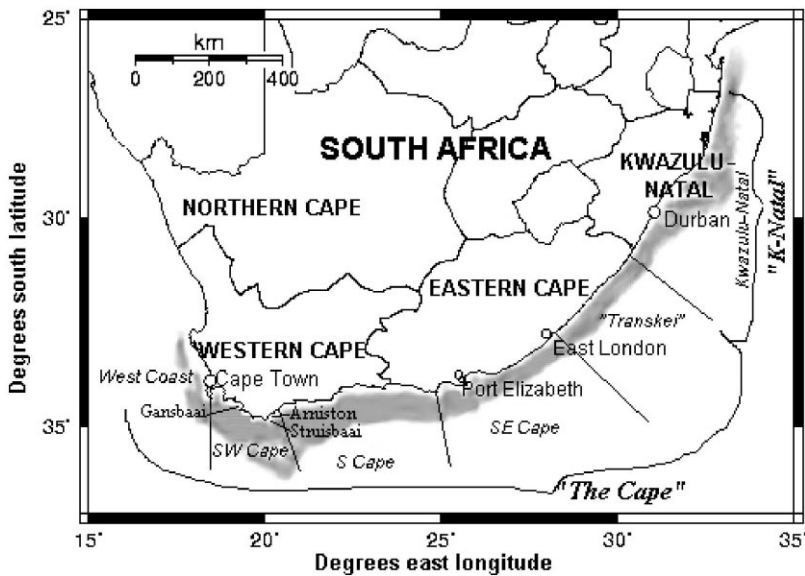 25°
km
0 200 400
SOUTH AFRICA
KWAZULU-
NATAL
NORTHERN CAPE
30°
Durban
Kwazulu-Natal
"K-Natal"
EASTERN CAPE
"Transkei"
WESTERN CAPE
East London
West Coast
Cape Town
Port Elizabeth
Gansbaai
Arniston
Struisbaai
35°
SW Cape
S Cape
SE Cape
"The Cape"
15° 20° 25° 30° 35°
Degrees east longitude
Degrees south latitude